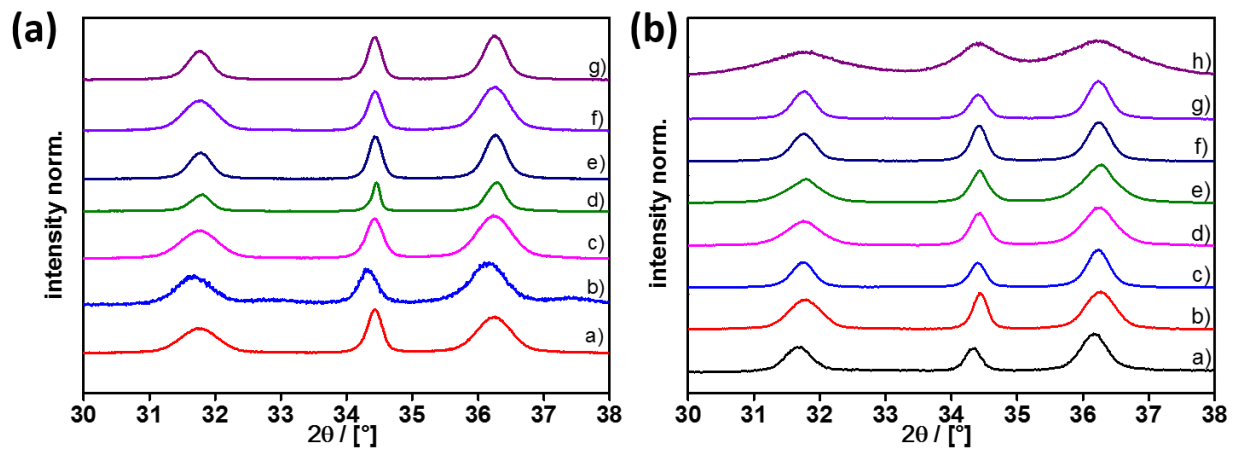 (a)
intensity norm.
g)
f)
e)
d)
c)
b)
a)
30 31 32 33 34 35 36 37 38
2θ / [°]
(b)
intensity norm.
h)
g)
f)
e)
d)
c)
b)
a)
30 31 32 33 34 35 36 37 38
2θ / [°]